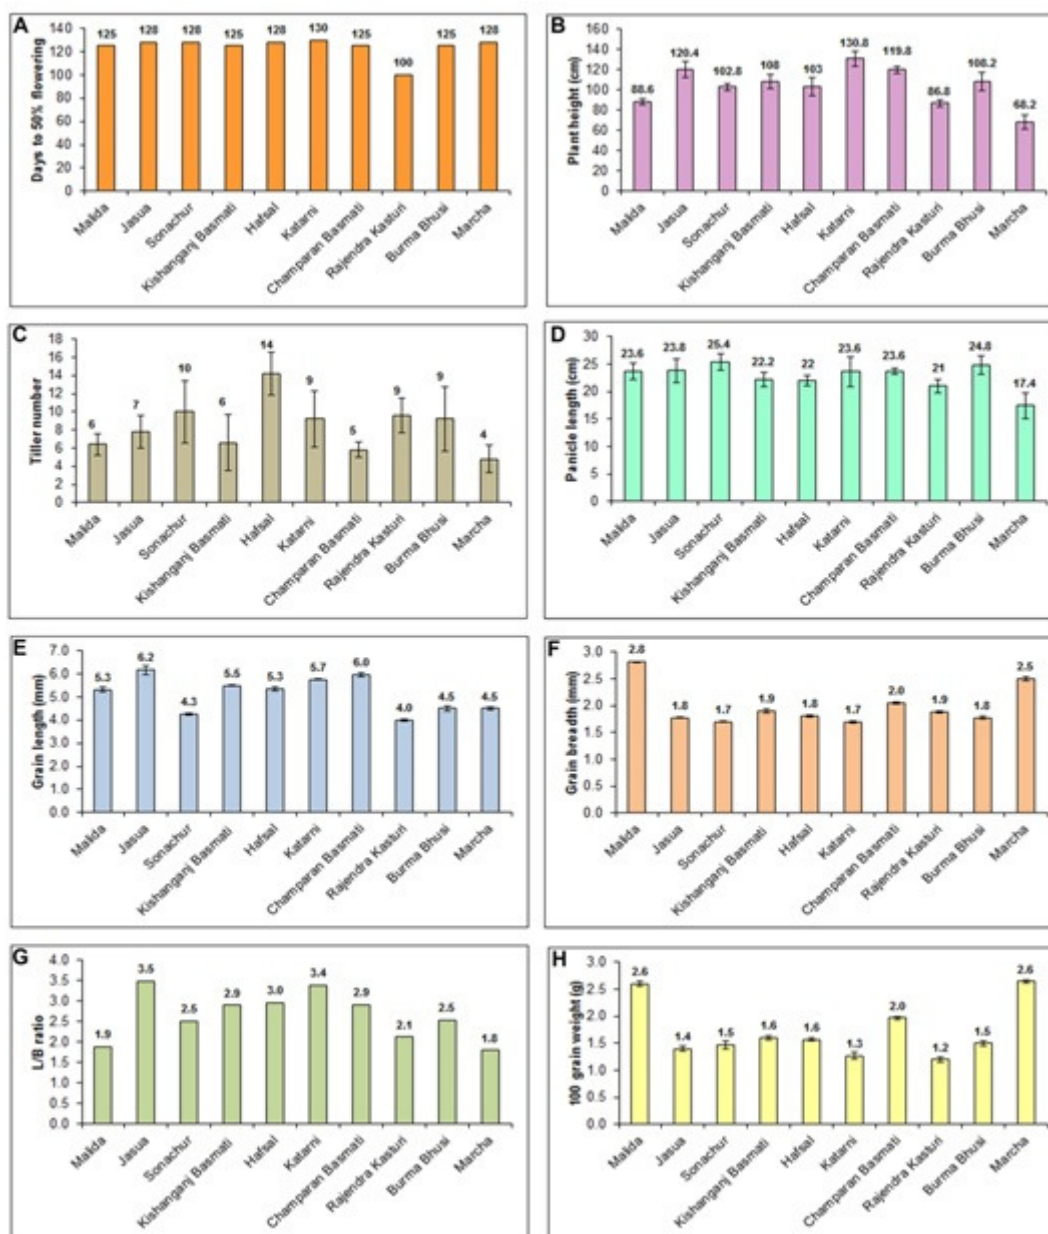 A
Days to 50% flowering
140
120
100
80
60
40
20
0
125 128 128 125 128 130 125 100 125 128
Malida Jasua Sonachur Kishanganj Basmati Hafsal Katarni Champaran Basmati Rajendra Kasturi Burma Bhusi Marcha
B
Plant height (cm)
160
140
120
100
80
60
40
20
0
88.6 120.4 102.8 108 103 130.8 119.8 86.8 108.2 68.2
Malida Jasua Sonachur Kishanganj Basmati Hafsal Katarni Champaran Basmati Rajendra Kasturi Burma Bhusi Marcha
C
Tiller number
18
16
14
12
10
8
6
4
2
0
6 7 10 6 14 9 5 9 9 4
Malida Jasua Sonachur Kishanganj Basmati Hafsal Katarni Champaran Basmati Rajendra Kasturi Burma Bhusi Marcha
D
Panicle length (cm)
30
25
20
15
10
5
0
23.6 23.8 25.4 22.2 22 23.6 23.6 21 24.8 17.4
Malida Jasua Sonachur Kishanganj Basmati Hafsal Katarni Champaran Basmati Rajendra Kasturi Burma Bhusi Marcha
E
Grain length (mm)
7.0
6.0
5.0
4.0
3.0
2.0
1.0
0.0
5.3 6.2 4.3 5.5 5.3 5.7 6.0 4.0 4.5 4.5
Malida Jasua Sonachur Kishanganj Basmati Hafsal Katarni Champaran Basmati Rajendra Kasturi Burma Bhusi Marcha
F
Grain breadth (mm)
3.0
2.5
2.0
1.5
1.0
0.5
0.0
2.8 1.8 1.7 1.9 1.8 1.7 2.0 1.9 1.8 2.5
Malida Jasua Sonachur Kishanganj Basmati Hafsal Katarni Champaran Basmati Rajendra Kasturi Burma Bhusi Marcha
G
L/B ratio
4.0
3.5
3.0
2.5
2.0
1.5
1.0
0.5
0.0
1.9 3.5 2.5 2.9 3.0 3.4 2.9 2.1 2.5 1.8
Malida Jasua Sonachur Kishanganj Basmati Hafsal Katarni Champaran Basmati Rajendra Kasturi Burma Bhusi Marcha
H
100 grain weight (g)
3.0
2.5
2.0
1.5
1.0
0.5
0.0
2.6 1.4 1.5 1.6 1.6 1.3 2.0 1.2 1.5 2.6
Malida Jasua Sonachur Kishanganj Basmati Hafsal Katarni Champaran Basmati Rajendra Kasturi Burma Bhusi Marcha